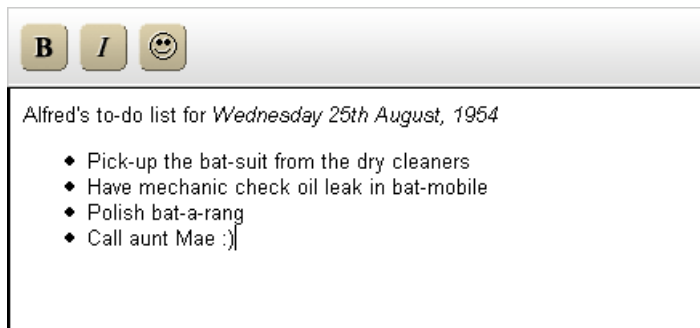 B I
Alfred's to-do list for Wednesday 25th August, 1954
Pick-up the bat-suit from the dry cleaners
Have mechanic check oil leak in bat-mobile
Polish bat-a-rang
Call aunt Mae :)